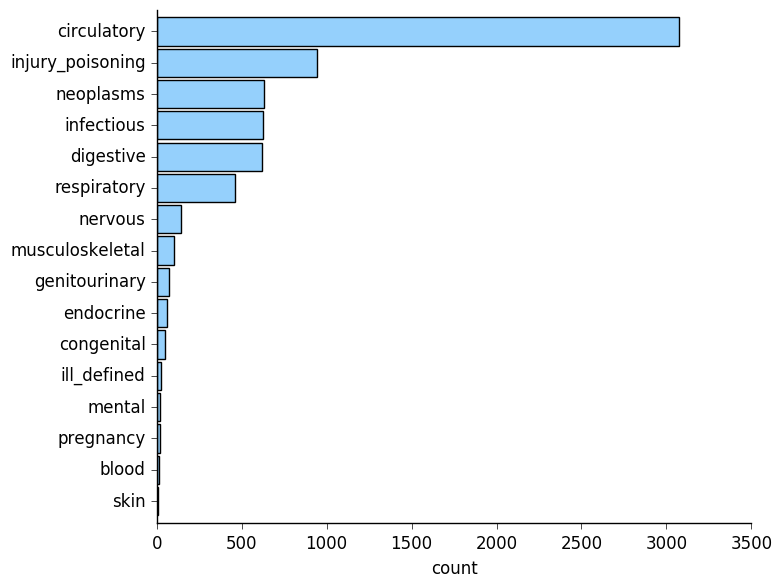 circulatory
injury_poisoning
neoplasms
infectious
digestive
respiratory
nervous
musculoskeletal
genitourinary
endocrine
congenital
ill_defined
mental
pregnancy
blood
skin
0 500 1000 1500 2000 2500 3000 3500
count